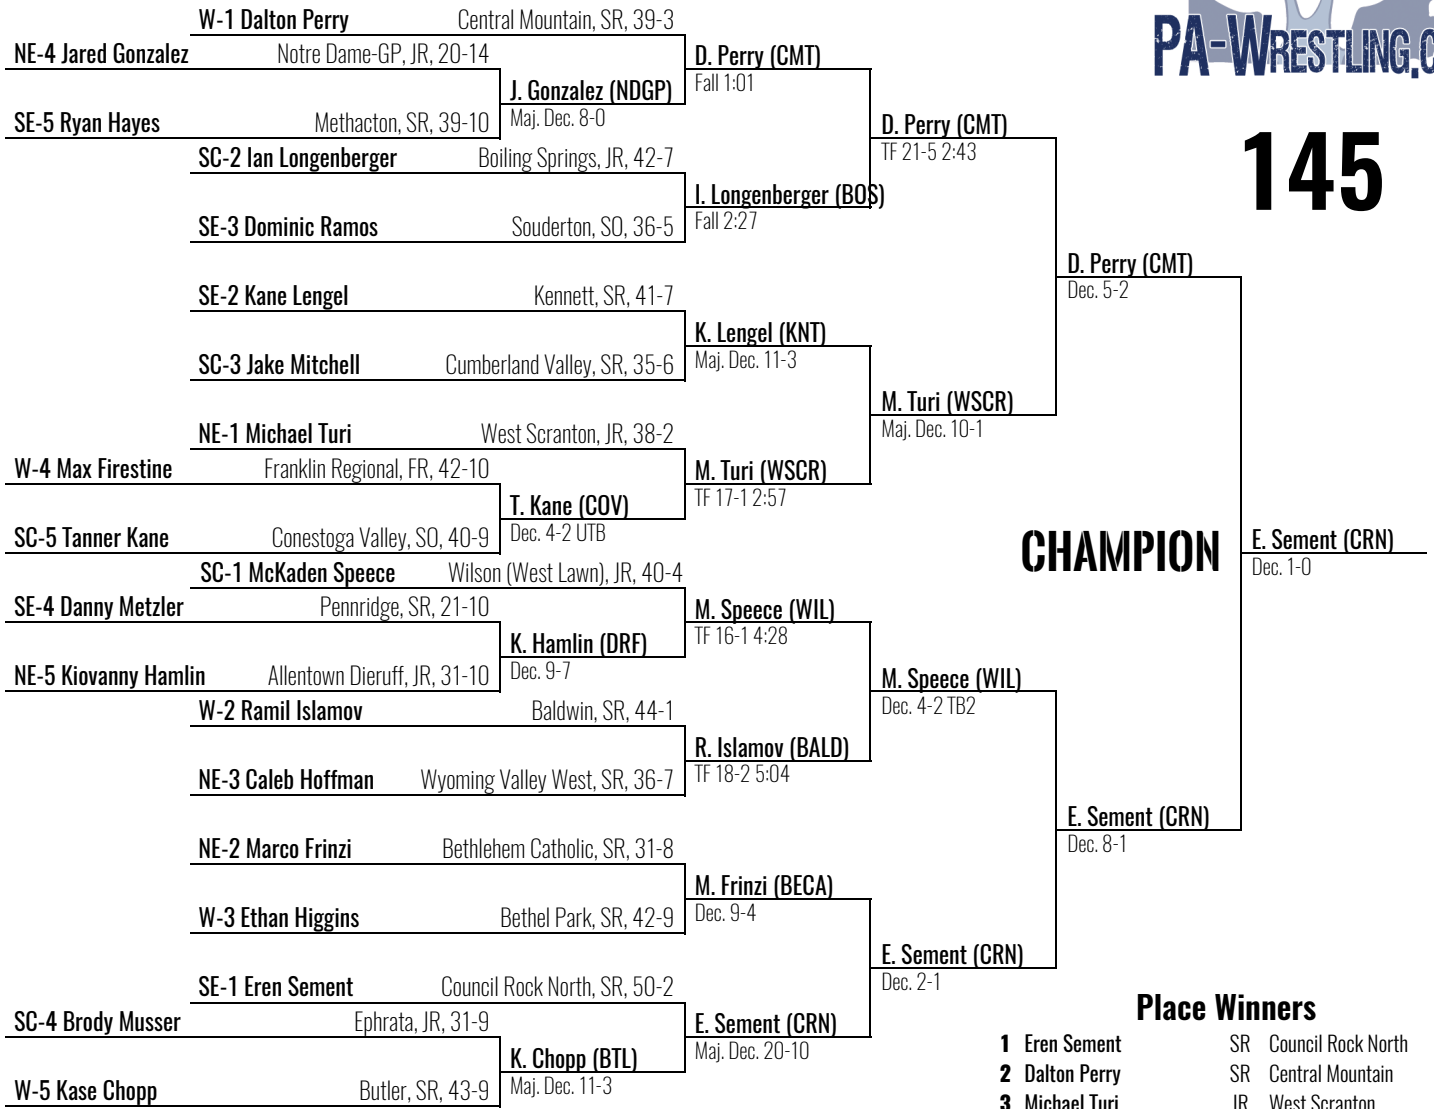 W-1 Dalton Perry Central Mountain, SR, 39-3
NE-4 Jared Gonzalez Notre Dame-GP, JR, 20-14
D. Perry (CMT)
Fall 1:01
J. Gonzalez (NDGP)
Maj. Dec. 8-0
SE-5 Ryan Hayes Methacton, SR, 39-10
D. Perry (CMT)
TF 21-5 2:43
SC-2 Ian Longenberger Boiling Springs, JR, 42-7
I. Longenberger (BOS)
Fall 2:27
SE-3 Dominic Ramos Souderton, SO, 36-5
D. Perry (CMT)
Dec. 5-2
SE-2 Kane Lengel Kennett, SR, 41-7
K. Lengel (KNT)
Maj. Dec. 11-3
SC-3 Jake Mitchell Cumberland Valley, SR, 35-6
M. Turi (WSCR)
Maj. Dec. 10-1
NE-1 Michael Turi West Scranton, JR, 38-2
W-4 Max Firestine Franklin Regional, FR, 42-10
M. Turi (WSCR)
TF 17-1 2:57
T. Kane (COV)
Dec. 4-2 UTB
SC-5 Tanner Kane Conestoga Valley, SO, 40-9
CHAMPION
E. Sement (CRN)
Dec. 1-0
SC-1 McKaden Speece Wilson (West Lawn), JR, 40-4
SE-4 Danny Metzler Pennridge, SR, 21-10
M. Speece (WIL)
TF 16-1 4:28
K. Hamlin (DRF)
Dec. 9-7
NE-5 Kiovanny Hamlin Allentown Dieruff, JR, 31-10
M. Speece (WIL)
Dec. 4-2 TB2
W-2 Ramil Islamov Baldwin, SR, 44-1
R. Islamov (BALD)
TF 18-2 5:04
NE-3 Caleb Hoffman Wyoming Valley West, SR, 36-7
E. Sement (CRN)
Dec. 8-1
NE-2 Marco Frinzi Bethlehem Catholic, SR, 31-8
M. Frinzi (BECA)
Dec. 9-4
W-3 Ethan Higgins Bethel Park, SR, 42-9
E. Sement (CRN)
Dec. 2-1
SE-1 Eren Sement Council Rock North, SR, 50-2
SC-4 Brody Musser Ephrata, JR, 31-9
E. Sement (CRN)
Maj. Dec. 20-10
K. Chopp (BTL)
Maj. Dec. 11-3
W-5 Kase Chopp Butler, SR, 43-9
PA-WRESTLING.C
145
Place Winners
1 Eren Sement SR Council Rock North
2 Dalton Perry SR Central Mountain
3 Michael Turi JR West Scranton